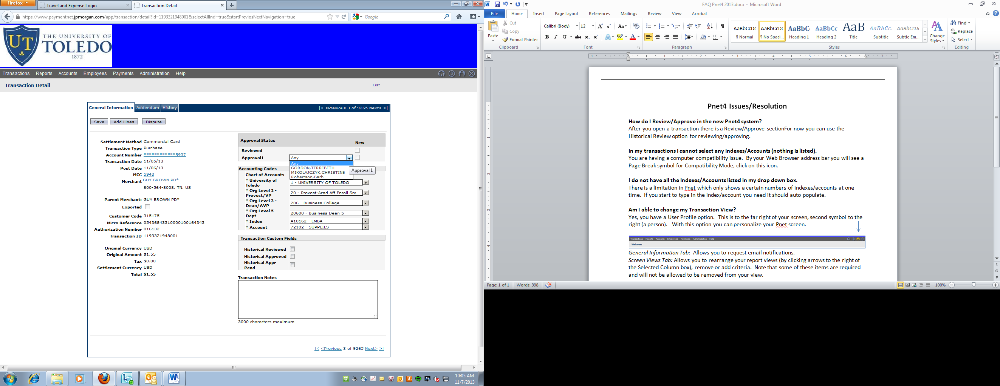 Firefox
Travel and Expense Login
Transaction Detail
https://www.paymentnet.jpmorgan.com/app/transaction/detail?id=1193321948001&selectAllInd=true&startPreviosNextNavigation=true
Google
UT
THE UNIVERSITY OF
TOLEDO
1872
Transactions Reports Accounts Employees Payments Administration Help
Transaction Detail
List
General Information Addendum History
|< <Previous 3 of 9265 Next> >|
Save Add Lines Dispute
Settlement Method Commercial Card
Transaction Type Purchase
Account Number ************5937
Transaction Date 11/05/13
Post Date 11/06/13
MCC 5943
Merchant GUY BROWN PD*
800-564-8008, TN, US
Parent Merchant: GUY BROWN PD*
Exported
Customer Code 315175
Micro Reference 05436843310000100164343
Authorization Number 016132
Transaction ID 1193321948001
Original Currency USD
Original Amount $1.55
Tax $0.00
Settlement Currency USD
Total $1.55
Approval Status
New
Reviewed
Approval1 Any
Any
GORDON,TERRIBETH
MIKOLAJCZYK,CHRISTINE
Robertson,Barb
Approval 1
Accounting Codes
Chart of Accounts
* University of
Toledo
1 - UNIVERSITY OF TOLEDO
* Org Level 2 -
Provost/VP
20 - Provost-Acad Aff Enroll Srv
* Org Level 3 -
Dean/AVP
206 - Business College
* Org Level 5 -
Dept
20600 - Business Dean 5
* Index A10162 - EMBA
* Account 72102 - SUPPLIES
Transaction Custom Fields
Historical Reviewed
Historical Approved
Historical Appr
Pend
Transaction Notes
3000 characters maximum
|< <Previous 3 of 9265 Next> >|
10:05 AM
11/7/2013
FAQ Pnet4 2013.docx - Microsoft Word
File Home Insert Page Layout References Mailings Review View Acrobat
Paste
Cut
Copy
Format Painter
Clipboard
Calibri (Body) 12
Font
Paragraph
AaBbCcDc AaBbCcDc AaBbC AaBbCc AaB AaBbCc. AaBbCcDc
¶ Normal ¶ No Spaci... Heading 1 Heading 2 Title Subtitle Subtle Em...
Change
Styles
Styles
Find
Replace
Select
Editing
Pnet4 Issues/Resolution
How do I Review/Approve in the new Pnet4 system?
After you open a transaction there is a Review/Approve sectionFor now you can use the
Historical Review option for reviewing/approving.
In my transactions I cannot select any Indexes/Accounts (nothing is listed).
You are having a computer compatibility issue. By your Web Browser address bar you will see a
Page Break symbol for Compatibility Mode, click on this icon.
I do not have all the Indexes/Accounts listed in my drop down box.
There is a limitation in Pnet which only shows a certain numbers of indexes/accounts at one
time. If you start to type in the index/account you need it should auto populate.
Am I able to change my Transaction View?
Yes, you have a User Profile option. This is to the far right of your screen, second symbol to the
right (a person). With this option you can personalize your Pnet screen.
Transactions Reports Accounts Employees Payments Administration Help
Welcome
General Information Tab: Allows you to request email notifications.
Screen Views Tab: Allows you to rearrange your report views (by clicking arrows to the right of
the Selected Column box), remove or add criteria. Note that some of these items are required
and will not be allowed to be removed from your view.
Page: 1 of 1 Words: 398
100%